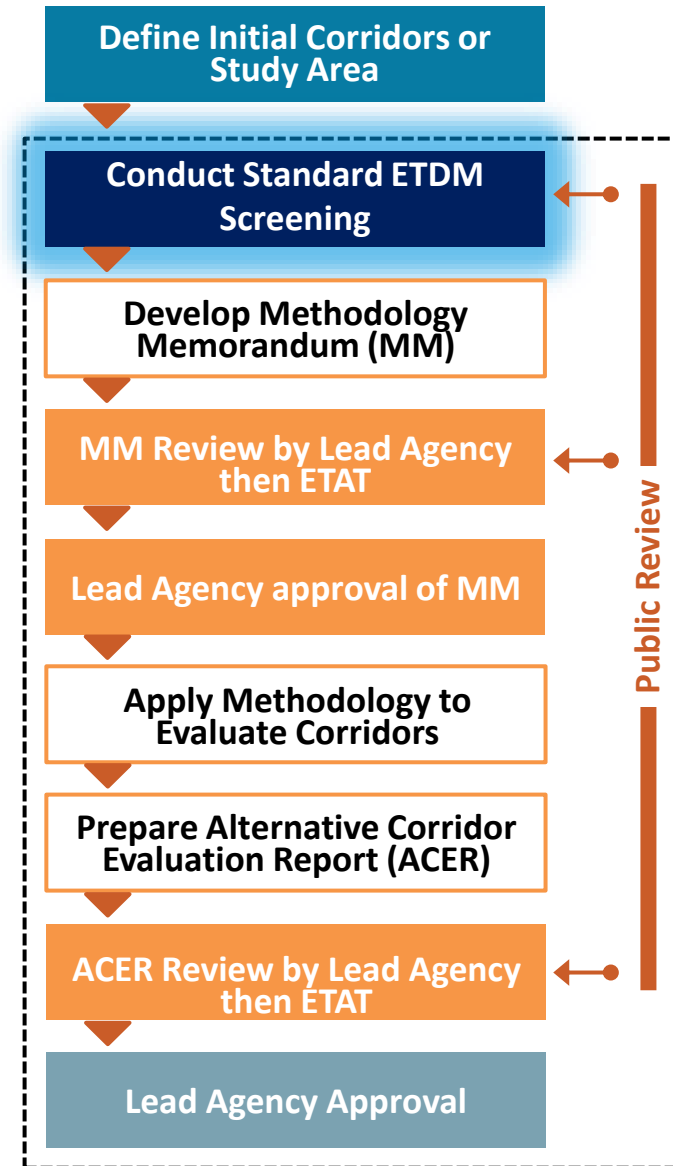 Define Initial Corridors or
Study Area
Conduct Standard ETDM
Screening
Develop Methodology
Memorandum (MM)
MM Review by Lead Agency
then ETAT
Lead Agency approval of MM
Apply Methodology to
Evaluate Corridors
Prepare Alternative Corridor
Evaluation Report (ACER)
ACER Review by Lead Agency
then ETAT
Lead Agency Approval
Public Review